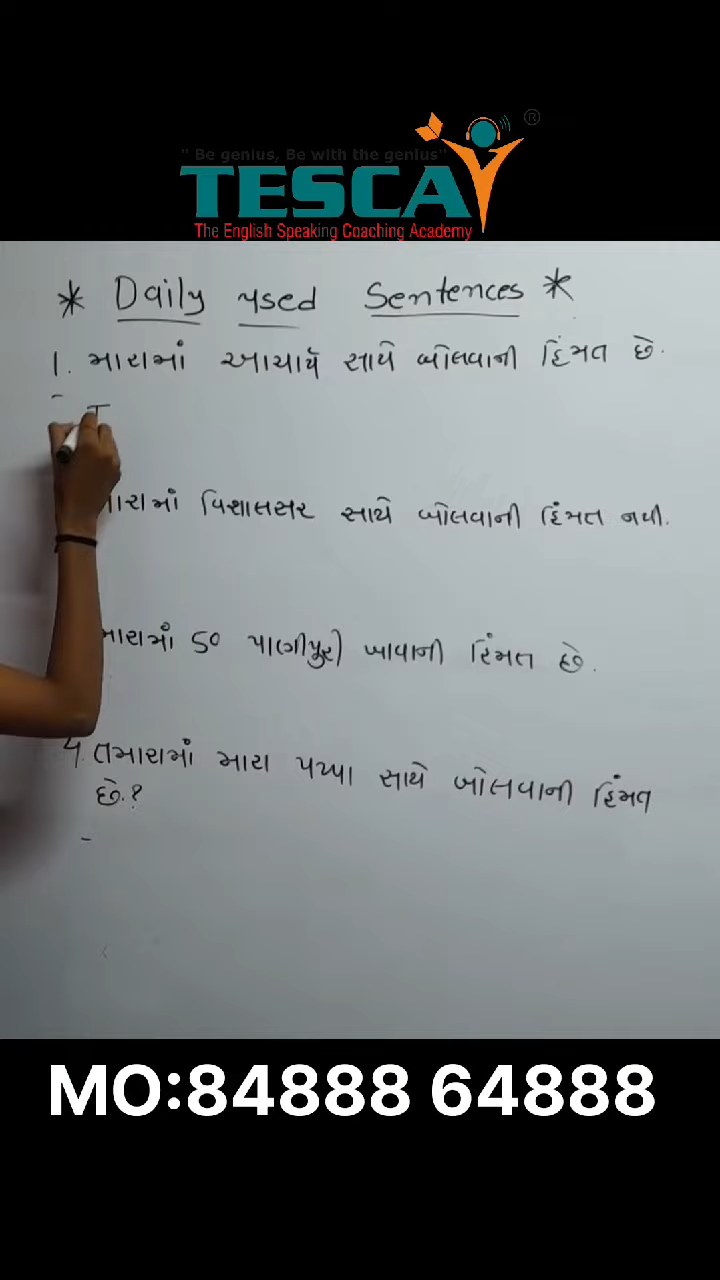 " Be genius, Be with the genius"
®
TESCA
The English Speaking Coaching Academy
* Daily used Sentences *
1. મારામાં આચાર્ય સાથે બોલવાની હિંમત છે.
- I
મારામાં વિશાલસર સાથે બોલવાની હિંમત નથી.
મારામાં 50 પાણીપુરી ખાવાની હિંમત છે.
4. તમારામાં મારા પપ્પા સાથે બોલવાની હિંમત
છે.?
-
MO:84888 64888